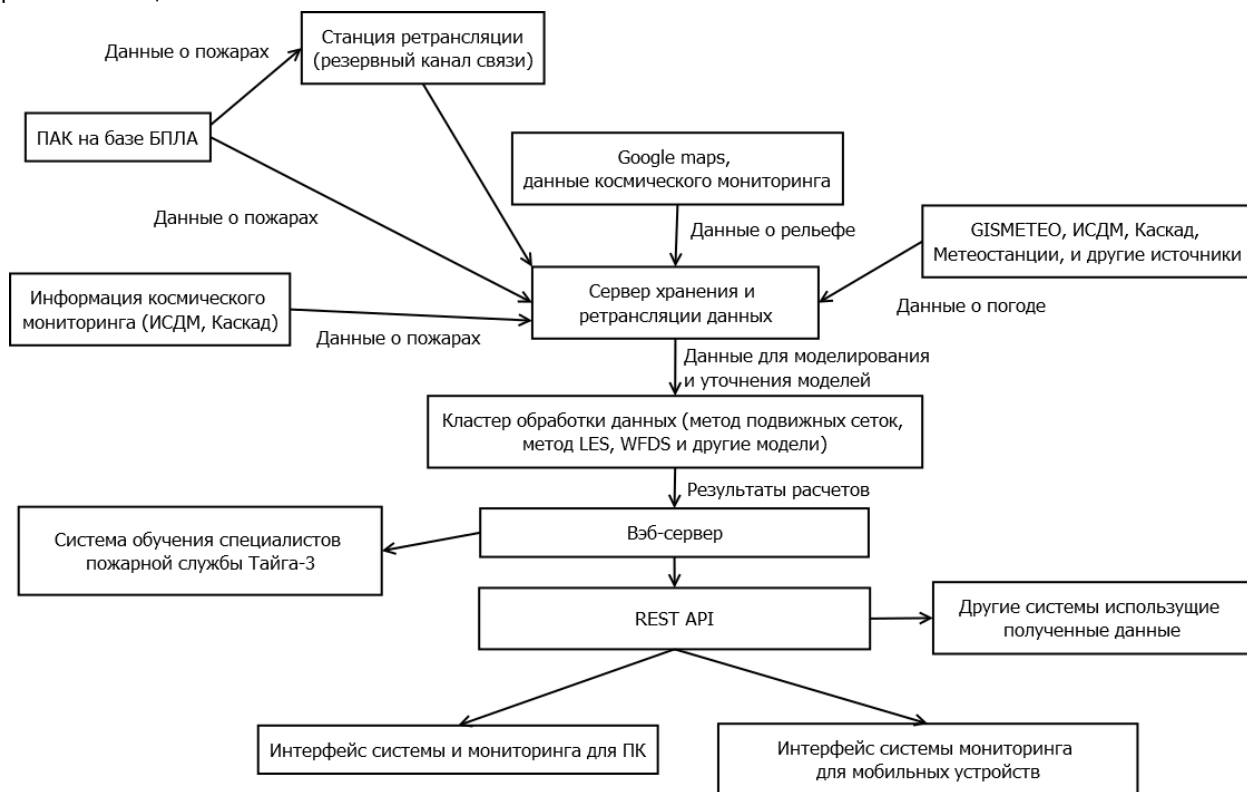 Станция ретрансляции
(резервный канал связи)
Данные о пожарах
ПАК на базе БПЛА
Google maps,
данные космического мониторинга
Данные о пожарах
Данные о рельефе
GISMETEO, ИСДМ, Каскад,
Метеостанции, и другие источники
Информация космического
мониторинга (ИСДМ, Каскад)
Сервер хранения и
ретрансляции данных
Данные о погоде
Данные о пожарах
Данные для моделирования
и уточнения моделей
Кластер обработки данных (метод подвижных сеток,
метод LES, WFDS и другие модели)
Результаты расчетов
Система обучения специалистов
пожарной службы Тайга-3
Вэб-сервер
REST API
Другие системы использущие
полученные данные
Интерфейс системы и мониторинга для ПК
Интерфейс системы мониторинга
для мобильных устройств